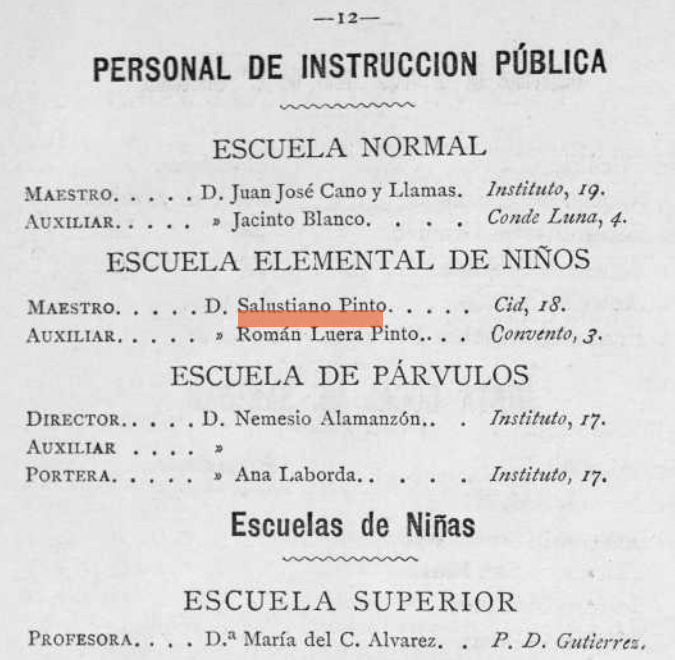 —12—
PERSONAL DE INSTRUCCION PÚBLICA
ESCUELA NORMAL
MAESTRO. . . . . D. Juan José Cano y Llamas. Instituto, 19.
AUXILIAR. . . . . » Jacinto Blanco. . . . . Conde Luna, 4.
ESCUELA ELEMENTAL DE NIÑOS
MAESTRO. . . . . D. Salustiano Pinto. . . . . Cid, 18.
AUXILIAR. . . . . » Román Luera Pinto. . . Convento, 3.
ESCUELA DE PÁRVULOS
DIRECTOR. . . . . D. Nemesio Alamanzón. . . Instituto, 17.
AUXILIAR . . . . »
PORTERA. . . . . » Ana Laborda. . . . . Instituto, 17.
Escuelas de Niñas
ESCUELA SUPERIOR
PROFESORA. . . . D.ª María del C. Alvarez. . P. D. Gutierrez.